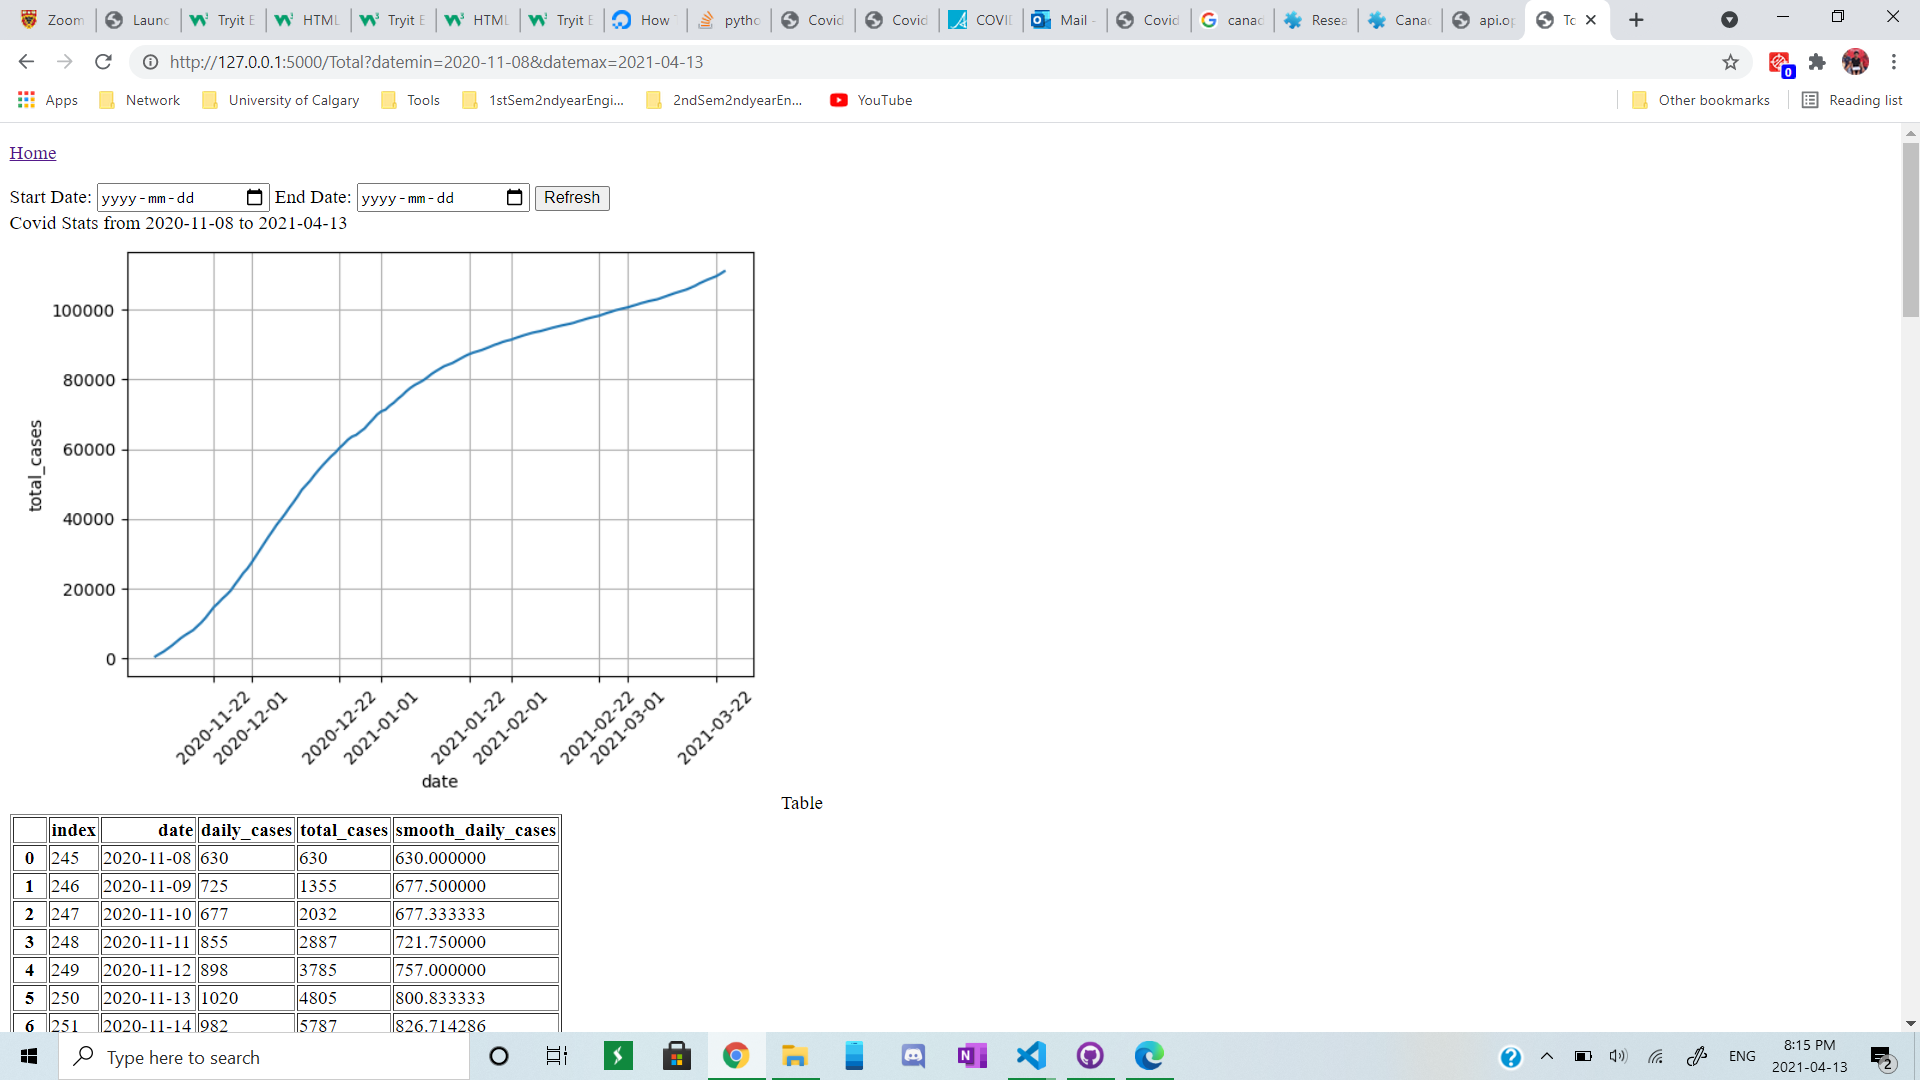 Zoom Launc Tryit E HTML Tryit E HTML Tryit E How T pytho Covid Covid COVI Mail - Covid canad Resea Canad api.op To
http://127.0.0.1:5000/Total?datemin=2020-11-08&datemax=2021-04-13
0
Apps Network University of Calgary Tools 1stSem2ndyearEngi... 2ndSem2ndyearEn... YouTube Other bookmarks Reading list
Home
Start Date: yyyy-mm-dd End Date: yyyy-mm-dd Refresh
Covid Stats from 2020-11-08 to 2021-04-13
100000
80000
60000
40000
20000
0
total_cases
2020-11-22 2020-12-01 2020-12-22 2021-01-01 2021-01-22 2021-02-01 2021-02-22 2021-03-01 2021-03-22
date
Table
index date daily_cases total_cases smooth_daily_cases
0 245 2020-11-08 630 630 630.000000
1 246 2020-11-09 725 1355 677.500000
2 247 2020-11-10 677 2032 677.333333
3 248 2020-11-11 855 2887 721.750000
4 249 2020-11-12 898 3785 757.000000
5 250 2020-11-13 1020 4805 800.833333
6 251 2020-11-14 982 5787 826.714286
Type here to search
ENG
8:15 PM
2021-04-13
2